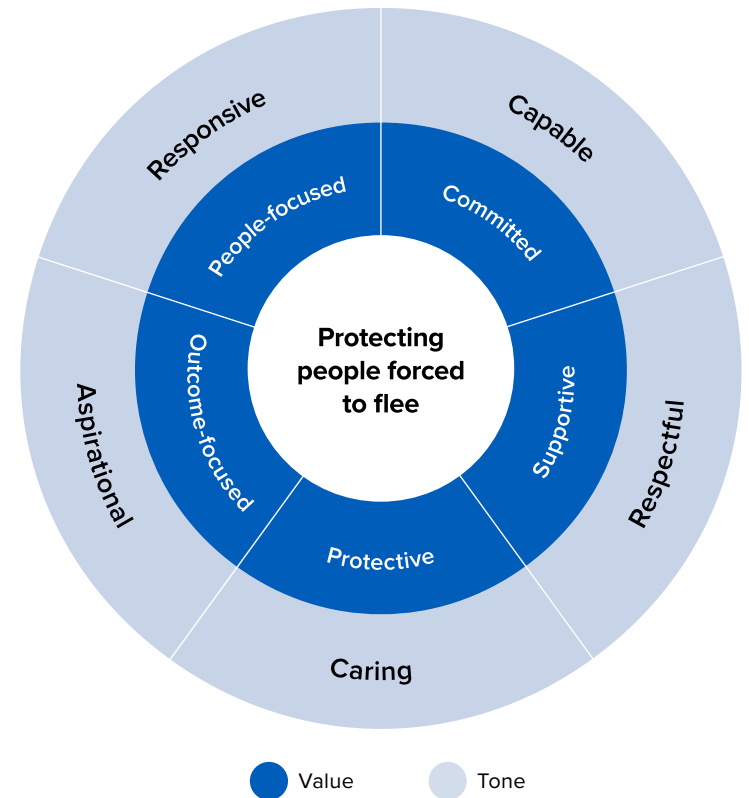 Responsive
Capable
People-focused
Committed
Protecting
people forced
to flee
Outcome-focused
Supportive
Aspirational
Respectful
Protective
Caring
Value
Tone